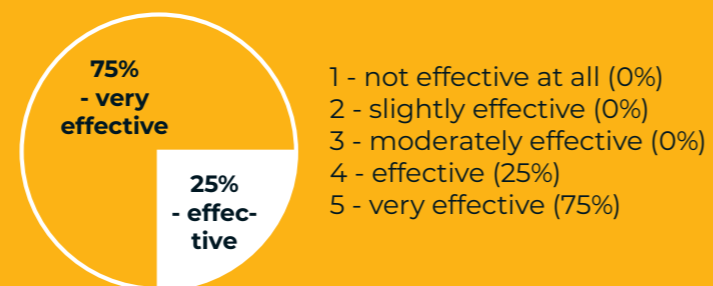 75%
- very
effective
25%
- effec-
tive
1 - not effective at all (0%)
2 - slightly effective (0%)
3 - moderately effective (0%)
4 - effective (25%)
5 - very effective (75%)